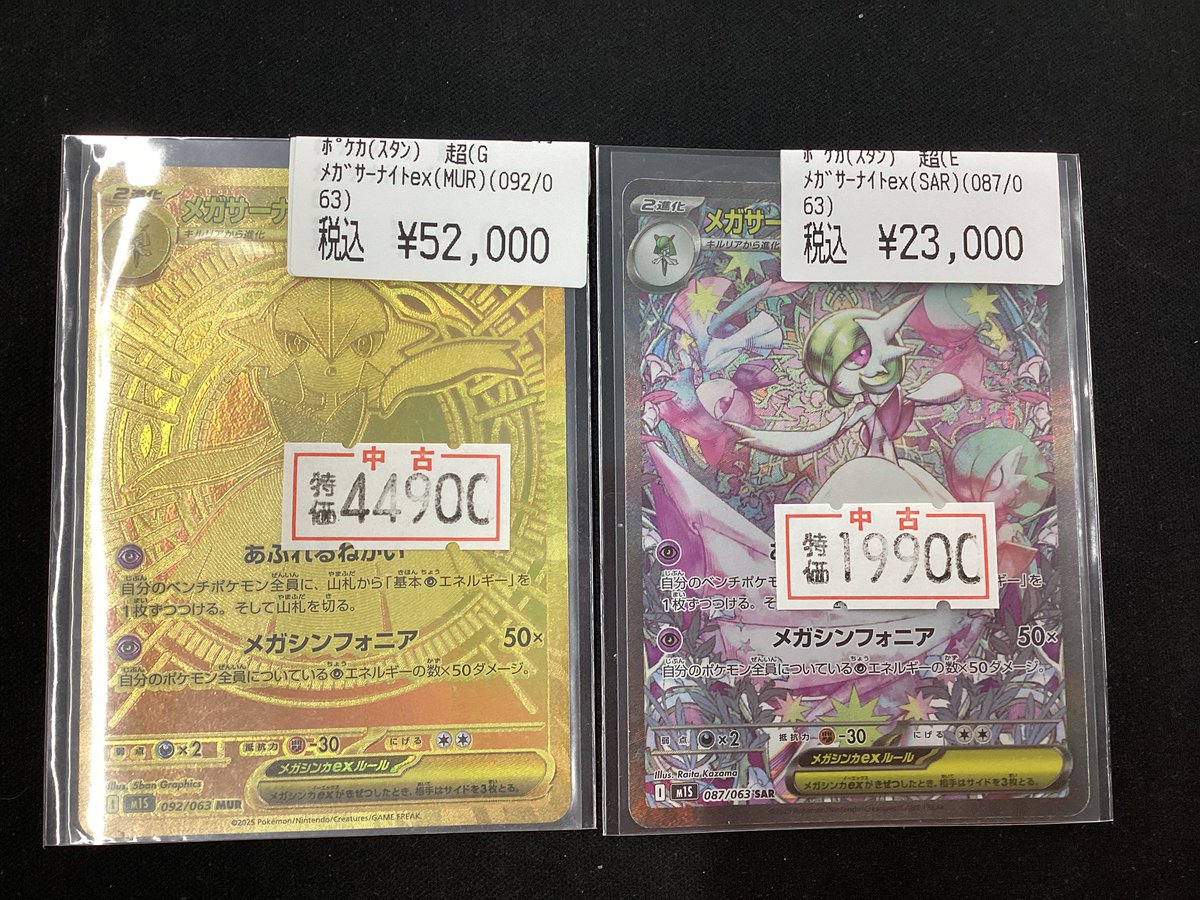 ﾎﾟｹｶ(ｽﾀﾝ) 超(G
ﾒｶﾞｻｰﾅｲﾄex(MUR)(092/0
63)
税込 ¥52,000
2進化
メガサーナ
キルリアから進化
中古
特価 44900
あふれるねがい
自分のベンチポケモン全員に、山札から「基本エネルギー」を
1枚ずつつける。そして山札を切る。
メガシンフォニア 50×
自分のポケモン全員についているエネルギーの数×50ダメージ。
弱点 ×2 抵抗力 -30 にげる
メガシンカexルール
メガシンカexがきぜつしたとき、相手はサイドを3枚とる。
Illus. 5ban Graphics
I M1S 092/063 MUR
©2025 Pokémon/Nintendo/Creatures/GAME FREAK.
ﾎﾟｹｶ(ｽﾀﾝ) 超(E
ﾒｶﾞｻｰﾅｲﾄex(SAR)(087/0
63)
税込 ¥23,000
2進化
メガサー
キルリアから進化
中古
特価 19900
自分のベンチポケモ
1枚ずつつける。そ
メガシンフォニア 50×
自分のポケモン全員についているエネルギーの数×50ダメージ。
弱点 ×2 抵抗力 -30 にげる
メガシンカexルール
メガシンカexがきぜつしたとき、相手はサイドを3枚とる。
Illus. Raita Kazama
I M1S 087/063 SAR